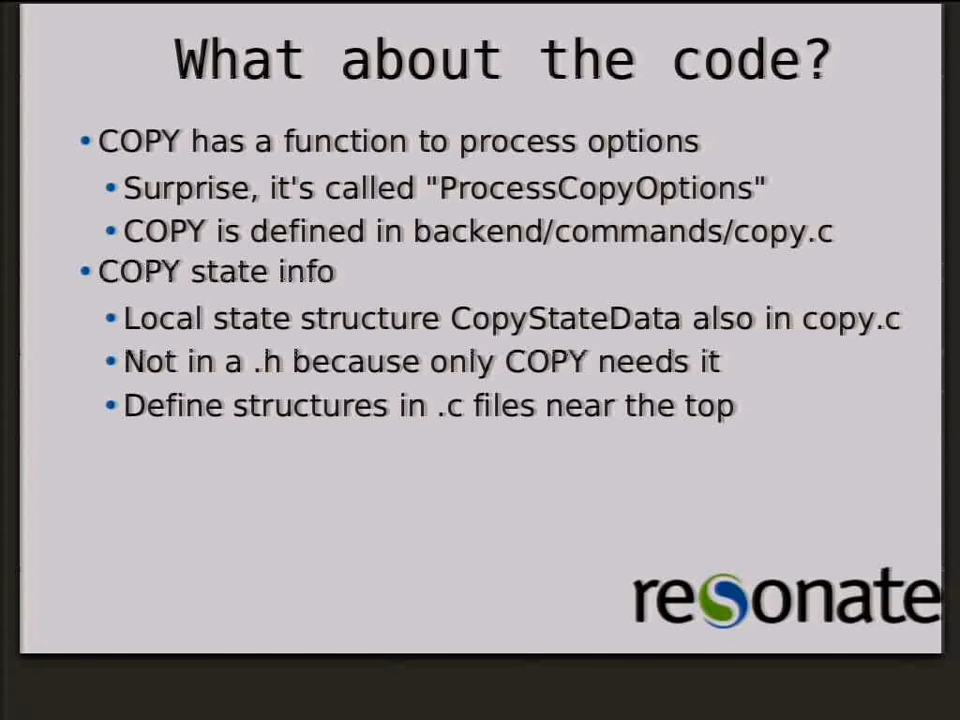 What about the code?
• COPY has a function to process options
• Surprise, it's called "ProcessCopyOptions"
• COPY is defined in backend/commands/copy.c
• COPY state info
• Local state structure CopyStateData also in copy.c
• Not in a .h because only COPY needs it
• Define structures in .c files near the top
resonate